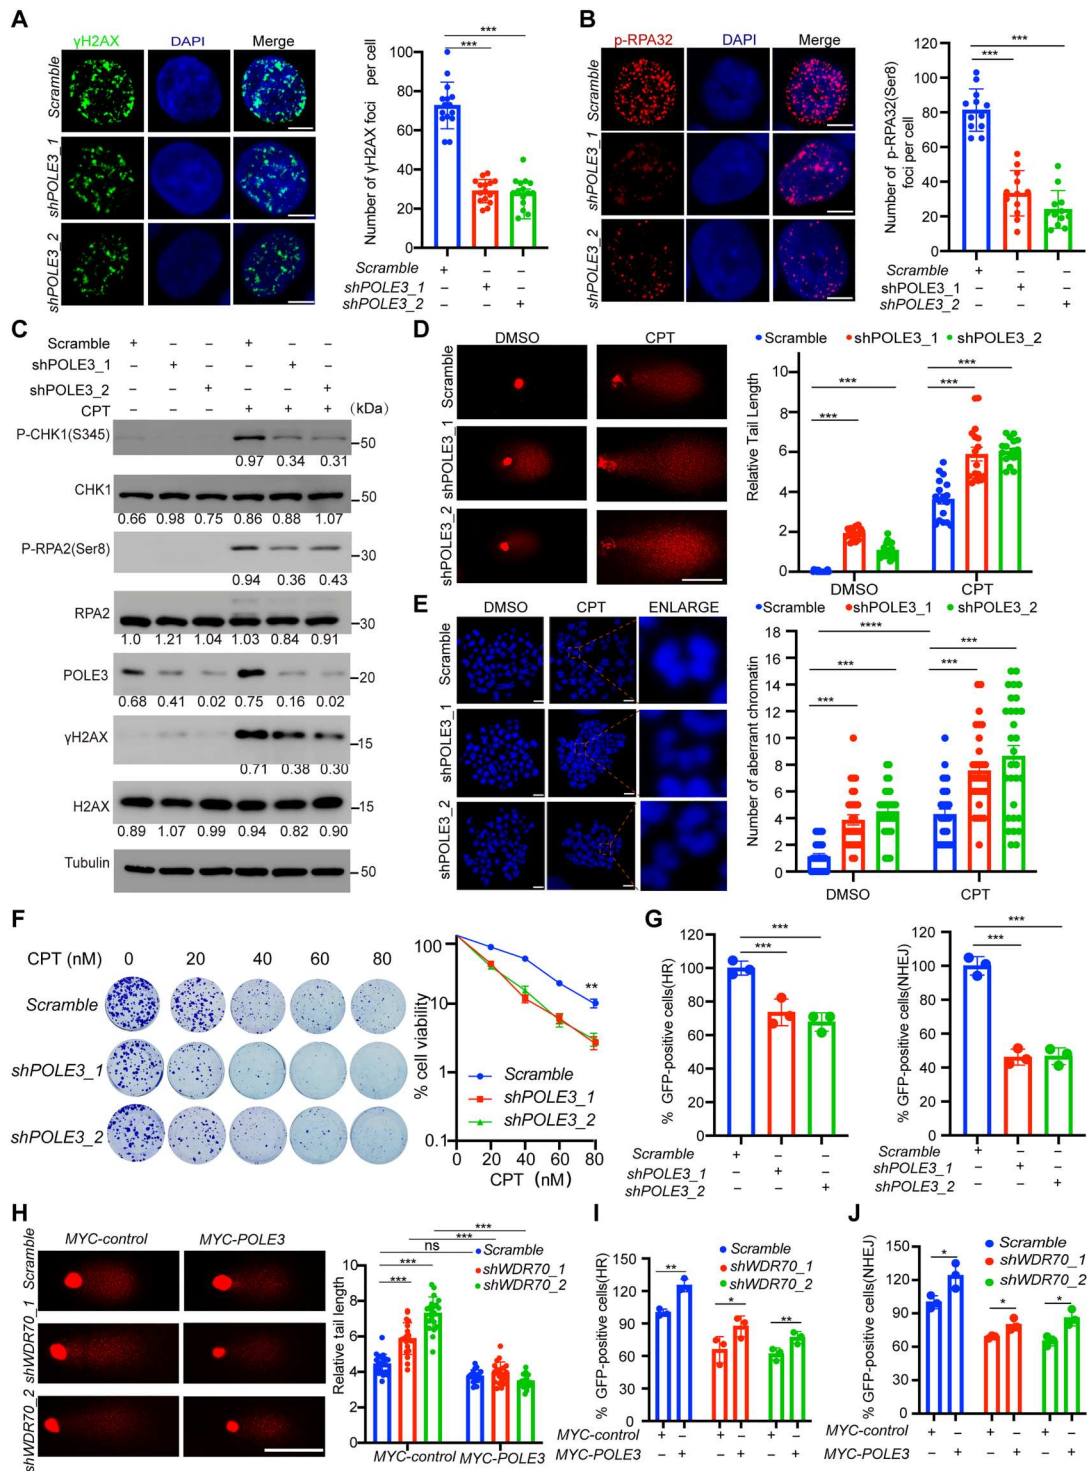 A
γH2AX DAPI Merge
Scramble
shPOLE3_1
shPOLE3_2
Number of γH2AX foci per cell
100
80
60
40
20
0
***
***
Scramble + – –
shPOLE3_1 – + –
shPOLE3_2 – – +
B
p-RPA32 DAPI Merge
Scramble
shPOLE3_1
shPOLE3_2
Number of p-RPA32(Ser8)
foci per cell
120
100
80
60
40
20
0
***
***
Scramble + – –
shPOLE3_1 – + –
shPOLE3_2 – – +
C
Scramble + – – + – –
shPOLE3_1 – + – – + –
shPOLE3_2 – – + – – +
CPT – – – + + + (kDa)
P-CHK1(S345) 50
0.97 0.34 0.31
CHK1 50
0.66 0.98 0.75 0.86 0.88 1.07
P-RPA2(Ser8) 30
0.94 0.36 0.43
RPA2 30
1.0 1.21 1.04 1.03 0.84 0.91
POLE3 20
0.68 0.41 0.02 0.75 0.16 0.02
γH2AX 15
0.71 0.38 0.30
H2AX 15
0.89 1.07 0.99 0.94 0.82 0.90
Tubulin 50
D
DMSO CPT
Scramble
shPOLE3_1
shPOLE3_2
Scramble shPOLE3_1 shPOLE3_2
Relative Tail Length
10
8
6
4
2
0
***
***
***
***
DMSO CPT
E
DMSO CPT ENLARGE
Scramble
shPOLE3_1
shPOLE3_2
Scramble shPOLE3_1 shPOLE3_2
Number of aberrant chromatin
18
16
14
12
10
8
6
4
2
0
****
***
***
***
***
DMSO CPT
F
CPT (nM) 0 20 40 60 80
Scramble
shPOLE3_1
shPOLE3_2
% cell viability
100
10
1
0.1
**
Scramble
shPOLE3_1
shPOLE3_2
0 20 40 60 80
CPT (nM)
G
% GFP-positive cells(HR)
120
100
80
60
40
20
0
***
***
Scramble + – –
shPOLE3_1 – + –
shPOLE3_2 – – +
% GFP-positive cells(NHEJ)
120
100
80
60
40
20
0
***
***
Scramble + – –
shPOLE3_1 – + –
shPOLE3_2 – – +
H
MYC-control MYC-POLE3
Scramble
shWDR70_1
shWDR70_2
Relative tail length
10
8
6
4
2
0
***
***
ns
***
***
Scramble
shWDR70_1
shWDR70_2
MYC-control MYC-POLE3
I
% GFP-positive cells(HR)
150
120
90
60
30
0
**
*
**
Scramble
shWDR70_1
shWDR70_2
MYC-control + – + – + –
MYC-POLE3 – + – + – +
J
% GFP-positive cells(NHEJ)
150
120
90
60
30
0
*
*
*
Scramble
shWDR70_1
shWDR70_2
MYC-control + – + – + –
MYC-POLE3 – + – + – +